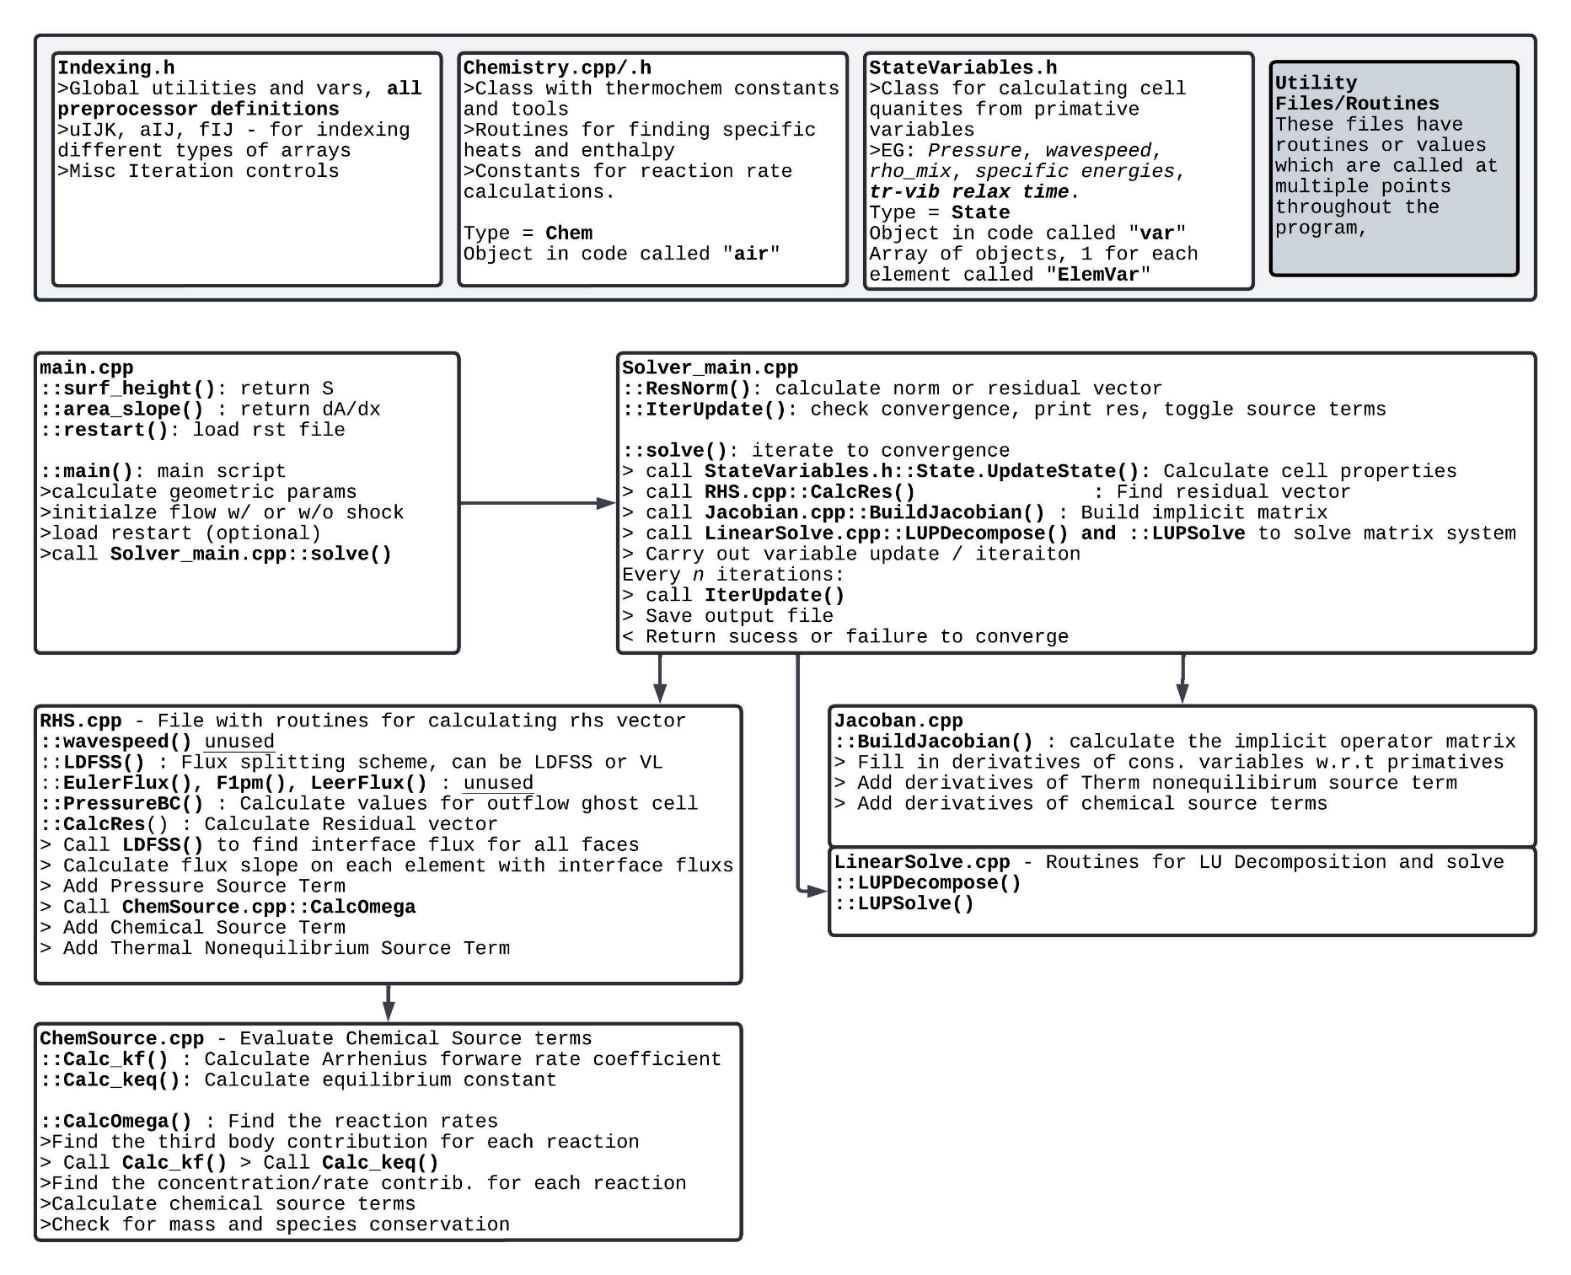 Indexing.h
>Global utilities and vars, all
preprocessor definitions
>uIJK, aIJ, fIJ - for indexing
different types of arrays
>Misc Iteration controls
Chemistry.cpp/.h
>Class with thermochem constants
and tools
>Routines for finding specific
heats and enthalpy
>Constants for reaction rate
calculations.
Type = Chem
Object in code called "air"
StateVariables.h
>Class for calculating cell
quanites from primative
variables
>EG: Pressure, wavespeed,
rho_mix, specific energies,
tr-vib relax time.
Type = State
Object in code called "var"
Array of objects, 1 for each
element called "ElemVar"
Utility
Files/Routines
These files have
routines or values
which are called at
multiple points
throughout the
program,
main.cpp
::surf_height(): return S
::area_slope() : return dA/dx
::restart(): load rst file
::main(): main script
>calculate geometric params
>initialze flow w/ or w/o shock
>load restart (optional)
>call Solver_main.cpp::solve()
Solver_main.cpp
::ResNorm(): calculate norm or residual vector
::IterUpdate(): check convergence, print res, toggle source terms
::solve(): iterate to convergence
> call StateVariables.h::State.UpdateState(): Calculate cell properties
> call RHS.cpp::CalcRes() : Find residual vector
> call Jacobian.cpp::BuildJacobian() : Build implicit matrix
> call LinearSolve.cpp::LUPDecompose() and ::LUPSolve to solve matrix system
> Carry out variable update / iteraiton
Every n iterations:
> call IterUpdate()
> Save output file
< Return sucess or failure to converge
RHS.cpp - File with routines for calculating rhs vector
::wavespeed() unused
::LDFSS() : Flux splitting scheme, can be LDFSS or VL
::EulerFlux(), F1pm(), LeerFlux() : unused
::PressureBC() : Calculate values for outflow ghost cell
::CalcRes() : Calculate Residual vector
> Call LDFSS() to find interface flux for all faces
> Calculate flux slope on each element with interface fluxs
> Add Pressure Source Term
> Call ChemSource.cpp::CalcOmega
> Add Chemical Source Term
> Add Thermal Nonequilibrium Source Term
Jacoban.cpp
::BuildJacobian() : calculate the implicit operator matrix
> Fill in derivatives of cons. variables w.r.t primatives
> Add derivatives of Therm nonequilibirum source term
> Add derivatives of chemical source terms
LinearSolve.cpp - Routines for LU Decomposition and solve
::LUPDecompose()
::LUPSolve()
ChemSource.cpp - Evaluate Chemical Source terms
::Calc_kf() : Calculate Arrhenius forware rate coefficient
::Calc_keq(): Calculate equilibrium constant
::CalcOmega() : Find the reaction rates
>Find the third body contribution for each reaction
> Call Calc_kf() > Call Calc_keq()
>Find the concentration/rate contrib. for each reaction
>Calculate chemical source terms
>Check for mass and species conservation